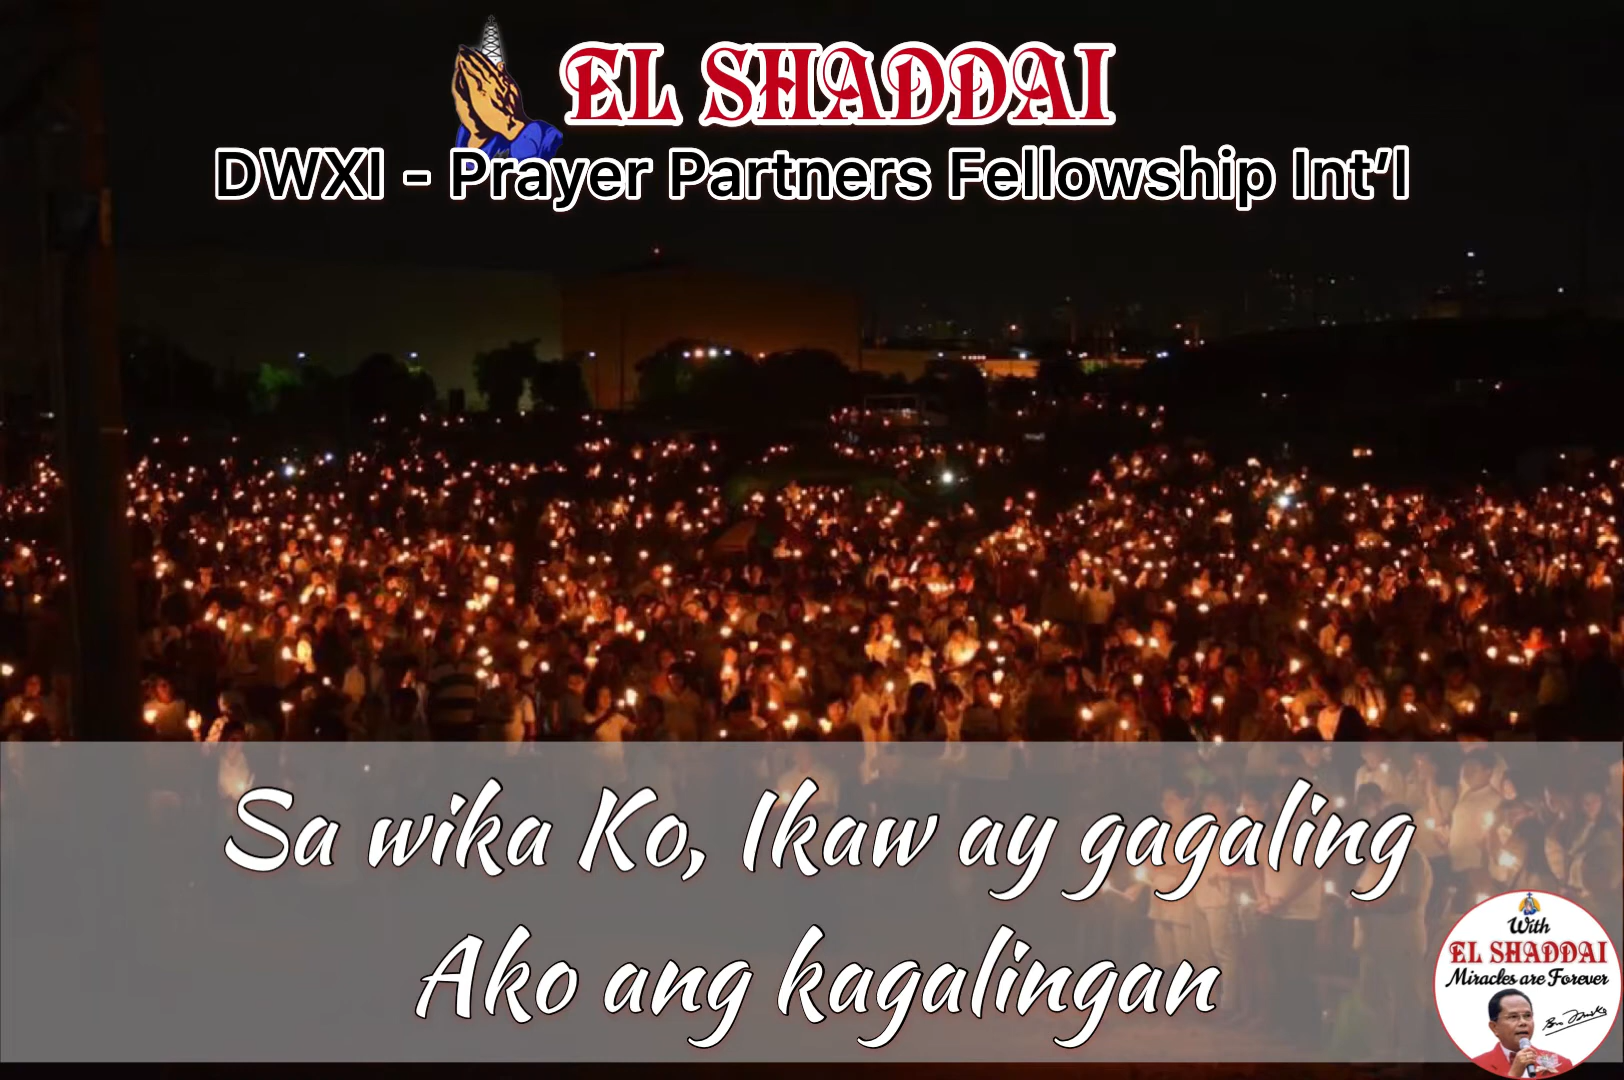 EL SHADDAI
DWXI - Prayer Partners Fellowship Int'l
Sa wika Ko, Ikaw ay gagaling
Ako ang kagalingan
With
EL SHADDAI
Miracles are Forever